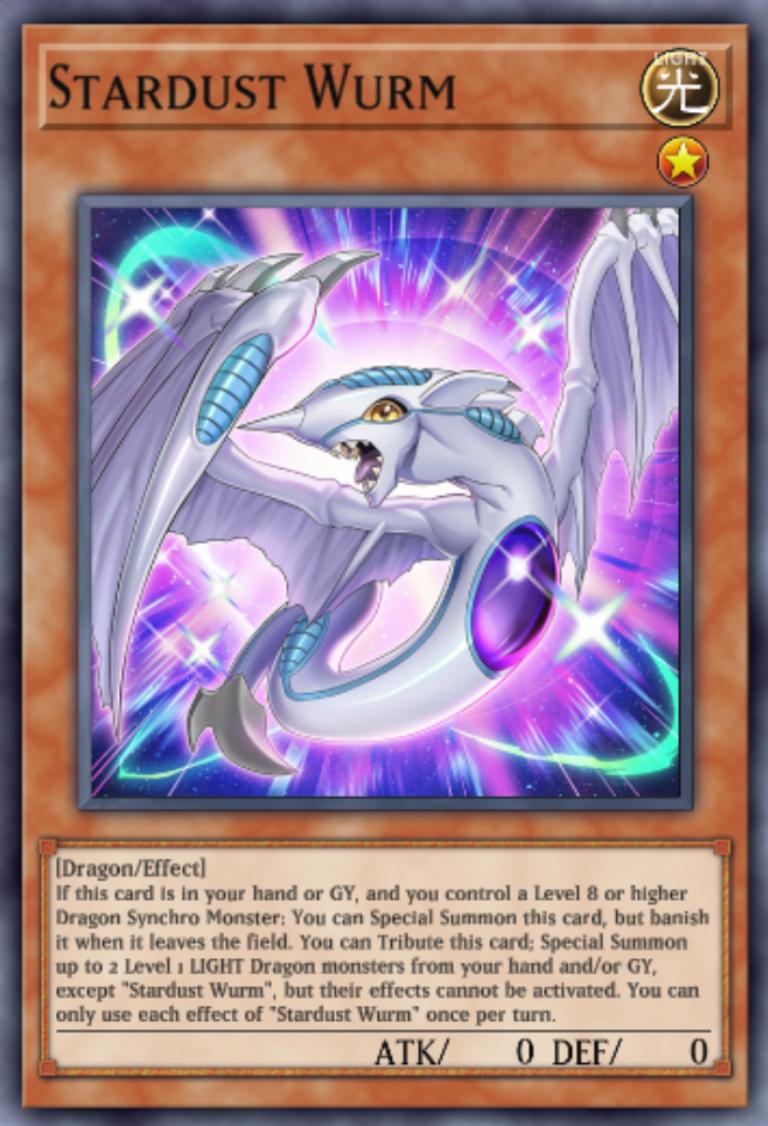 Stardust Wurm
LIGHT
光
[Dragon/Effect]
If this card is in your hand or GY, and you control a Level 8 or higher
Dragon Synchro Monster: You can Special Summon this card, but banish
it when it leaves the field. You can Tribute this card; Special Summon
up to 2 Level 1 LIGHT Dragon monsters from your hand and/or GY,
except "Stardust Wurm", but their effects cannot be activated. You can
only use each effect of "Stardust Wurm" once per turn.
ATK/ 0 DEF/ 0